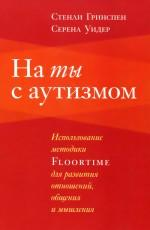 Стенли Гринспен
Серена Уидер
На ты
с аутизмом
Использование
методики
Floortime
для развития
отношений,
общения
и мышления